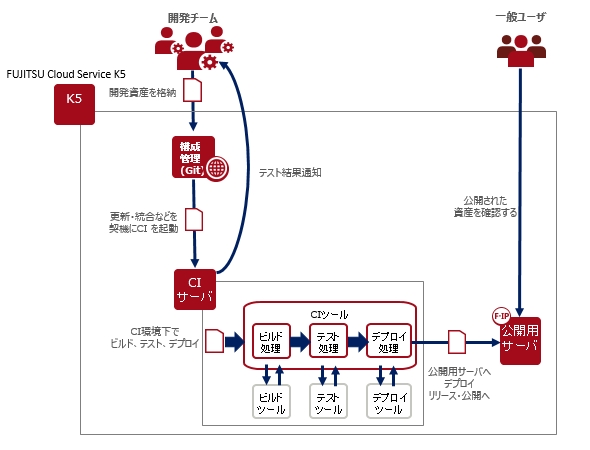 開発チーム
一般ユーザ
FUJITSU Cloud Service K5
K5
開発資産を格納
構成
管理
(Git)
テスト結果通知
公開された
資産を確認する
更新・統合などを
契機にCI を起動
CI
サーバ
CIツール
F-IP
公開用
サーバ
CI環境下で
ビルド、テスト、デプロイ
ビルド
処理
テスト
処理
デプロイ
処理
公開用サーバへ
デプロイ
リリース・公開へ
ビルド
ツール
テスト
ツール
デプロイ
ツール